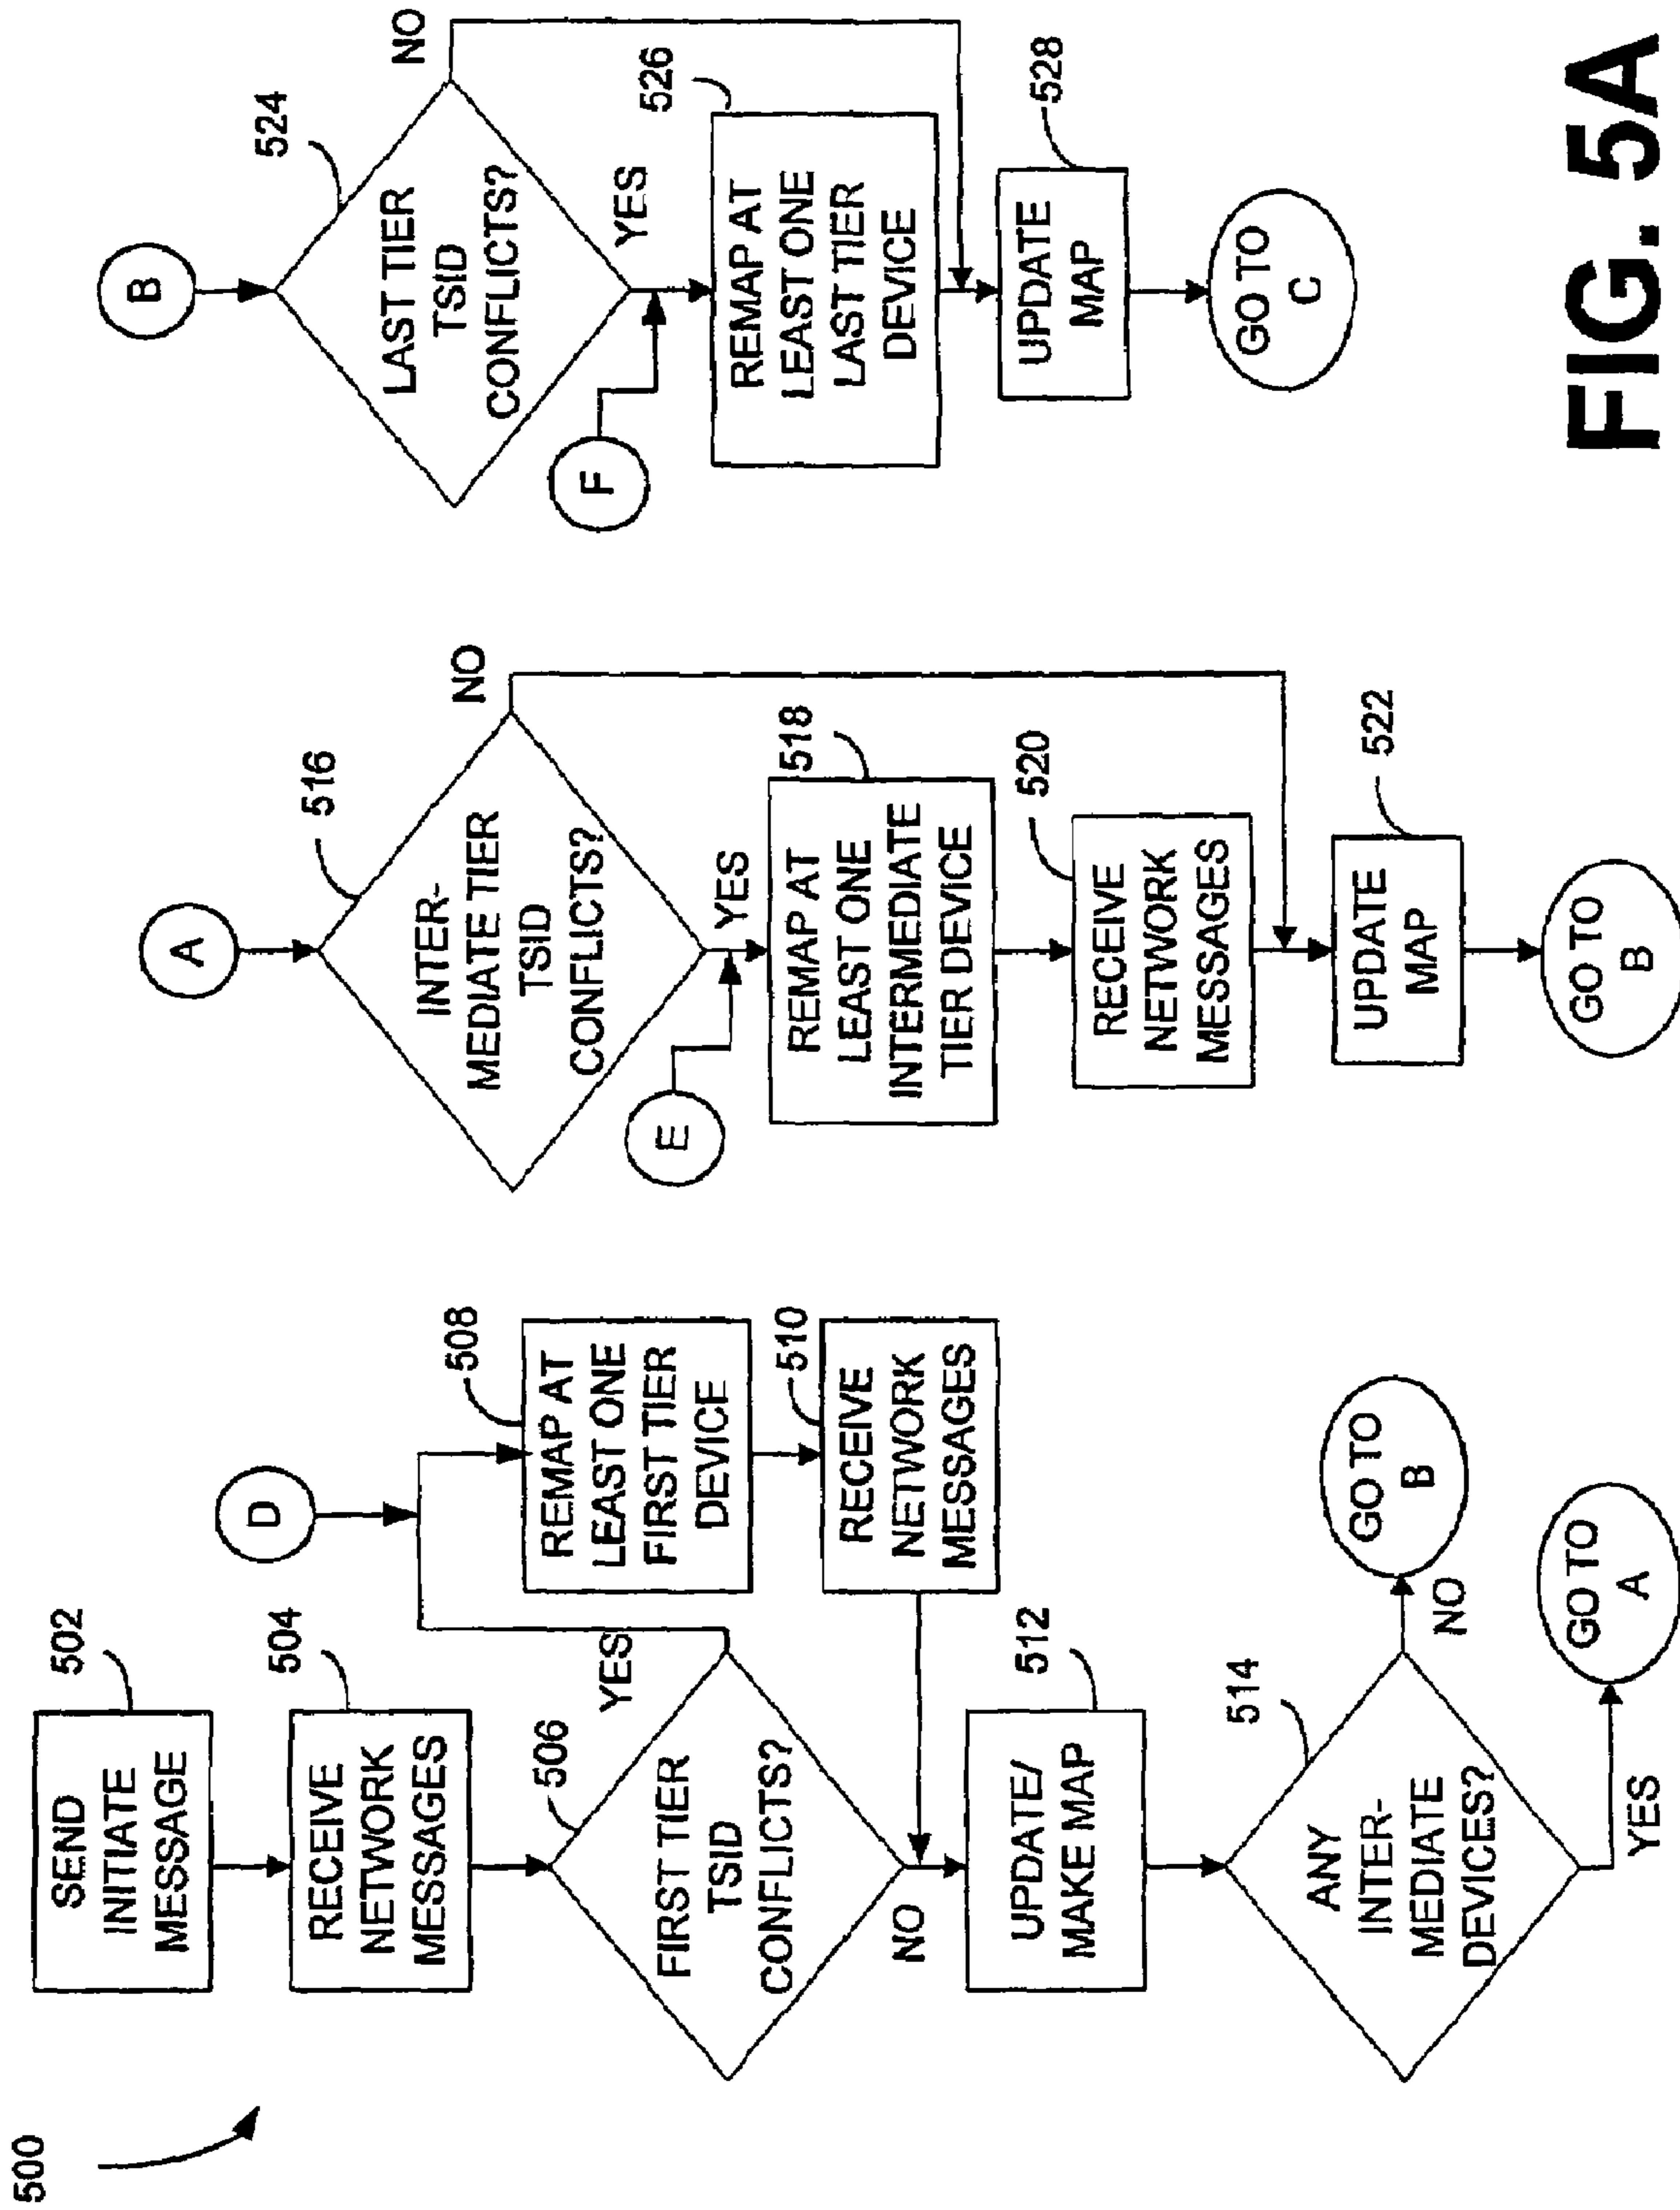 500
502
SEND
INITIATE
MESSAGE
504
RECEIVE
NETWORK
MESSAGES
506
FIRST TIER
TSID
CONFLICTS?
YES
NO
D
508
REMAP AT
LEAST ONE
FIRST TIER
DEVICE
510
RECEIVE
NETWORK
MESSAGES
512
UPDATE/
MAKE MAP
514
ANY
INTER-
MEDIATE
DEVICES?
NO
GO TO
B
YES
GO TO
A
A
516
INTER-
MEDIATE TIER
TSID
CONFLICTS?
NO
YES
E
518
REMAP AT
LEAST ONE
INTERMEDIATE
TIER DEVICE
520
RECEIVE
NETWORK
MESSAGES
522
UPDATE
MAP
GO TO
B
B
524
LAST TIER
TSID
CONFLICTS?
NO
YES
F
526
REMAP AT
LEAST ONE
LAST TIER
DEVICE
528
UPDATE
MAP
GO TO
C
FIG. 5A